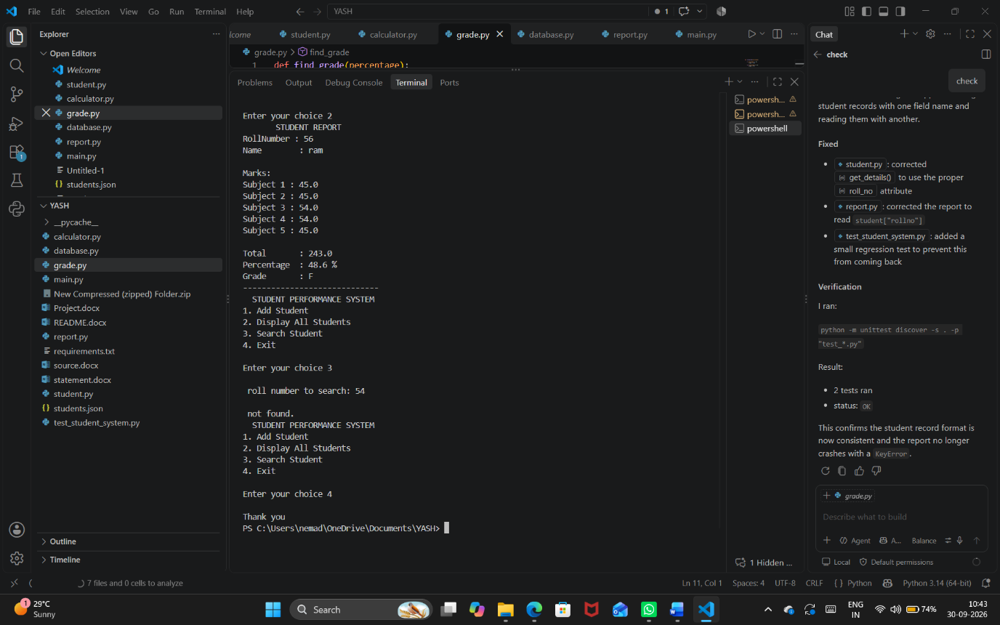 File Edit Selection View Go Run Terminal Help
YASH
1
Explorer
Open Editors
Welcome
student.py
calculator.py
grade.py
database.py
report.py
main.py
Untitled-1
students.json
YASH
__pycache__
calculator.py
database.py
grade.py
main.py
New Compressed (zipped) Folder.zip
Project.docx
README.docx
report.py
requirements.txt
source.docx
statement.docx
student.py
students.json
test_student_system.py
Outline
Timeline
lcome student.py calculator.py grade.py database.py report.py main.py
grade.py > find_grade
1 def find_grade(percentage):
Problems Output Debug Console Terminal Ports
Enter your choice 2
STUDENT REPORT
RollNumber : 56
Name : ram
Marks:
Subject 1 : 45.0
Subject 2 : 45.0
Subject 3 : 54.0
Subject 4 : 54.0
Subject 5 : 45.0
Total : 243.0
Percentage : 48.6 %
Grade : F
-----------------------------
STUDENT PERFORMANCE SYSTEM
1. Add Student
2. Display All Students
3. Search Student
4. Exit
Enter your choice 3
roll number to search: 54
not found.
STUDENT PERFORMANCE SYSTEM
1. Add Student
2. Display All Students
3. Search Student
4. Exit
Enter your choice 4
Thank you
PS C:\Users\nemad\OneDrive\Documents\YASH>
powersh...
powersh...
powershell
1 Hidden ...
Chat
check
check
student records with one field name and
reading them with another.
Fixed
student.py : corrected
get_details() to use the proper
roll_no attribute
report.py : corrected the report to
read student["rollno"]
test_student_system.py : added a
small regression test to prevent this
from coming back
Verification
I ran:
python -m unittest discover -s . -p
"test_*.py"
Result:
2 tests ran
status: OK
This confirms the student record format is
now consistent and the report no longer
crashes with a KeyError.
grade.py
Describe what to build
Agent A... Balance
Local Default permissions
7 files and 0 cells to analyze
Ln 11, Col 1 Spaces: 4 UTF-8 CRLF { } Python Python 3.14 (64-bit)
1
29°C
Sunny
Search
ENG
IN
74%
10:43
30-09-2026